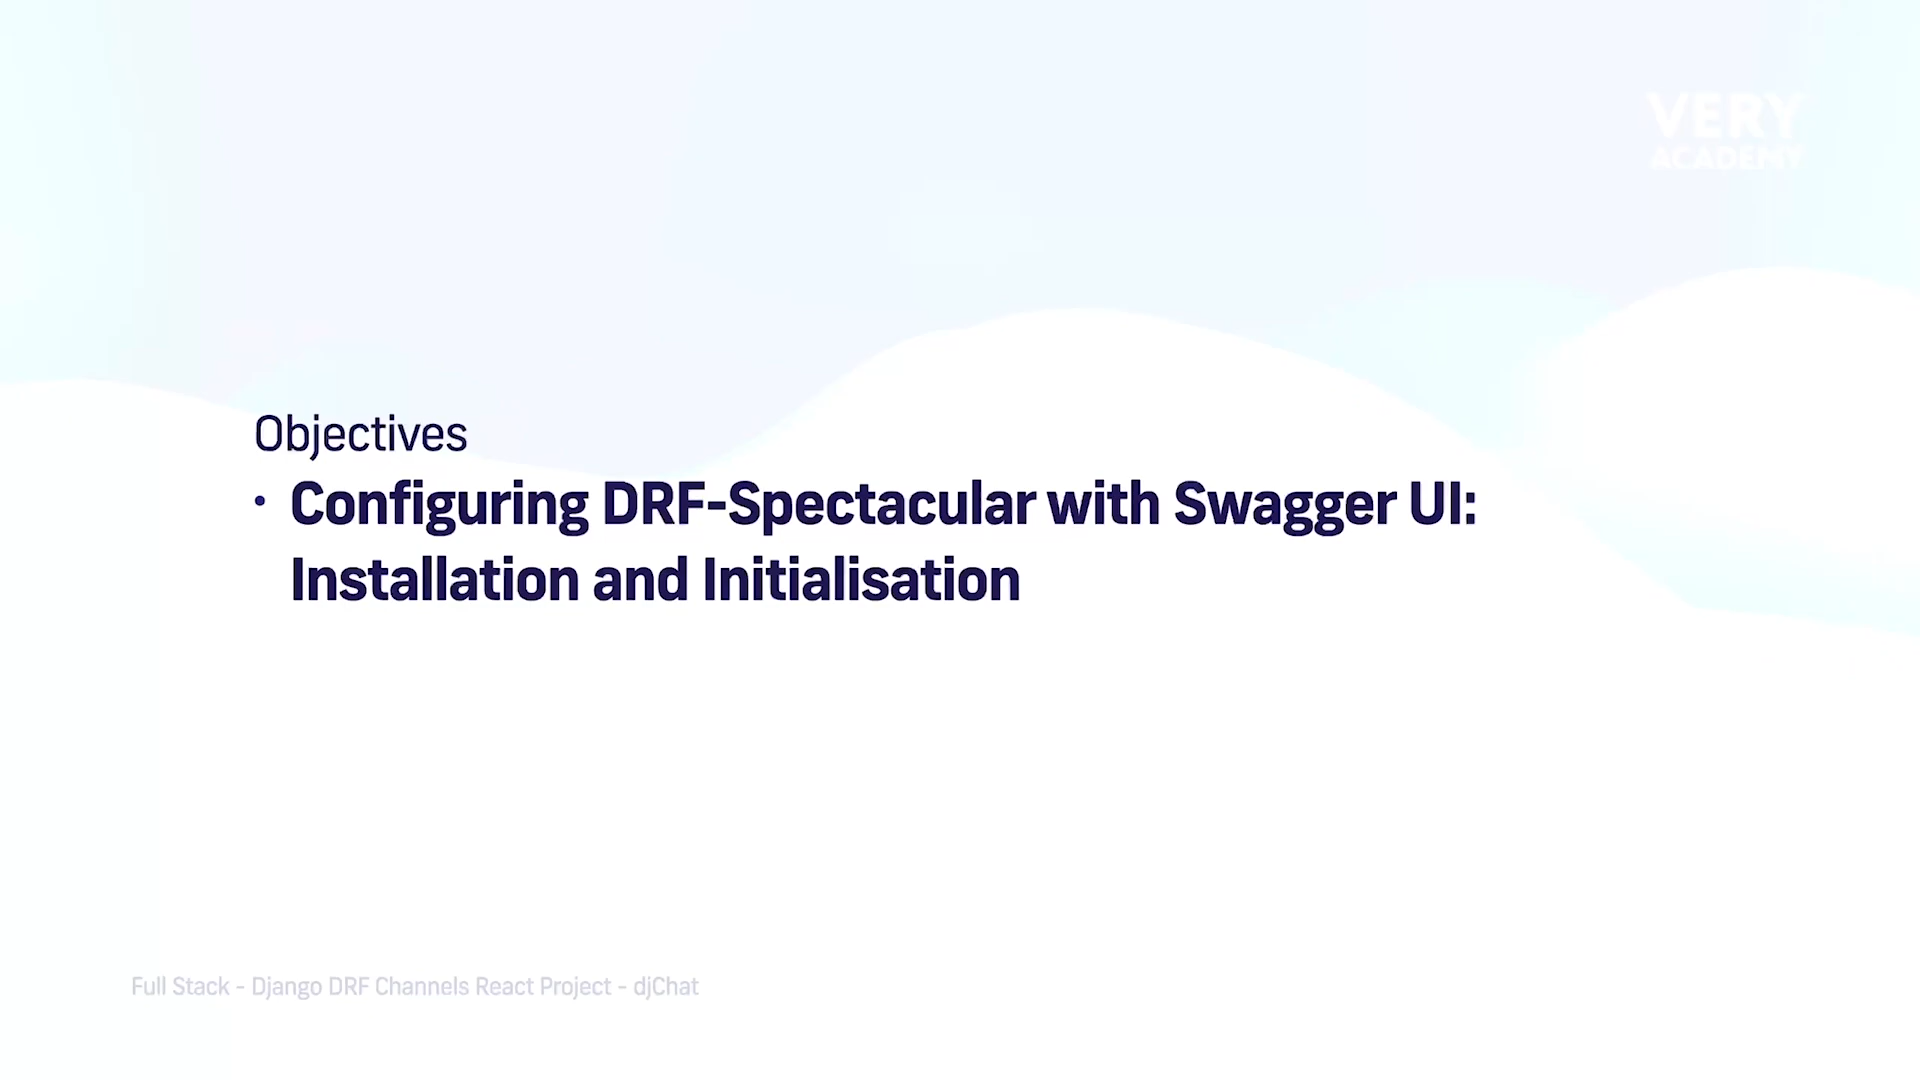 VERY
ACADEMY
Objectives
• Configuring DRF-Spectacular with Swagger UI:
Installation and Initialisation
Full Stack - Django DRF Channels React Project - djChat